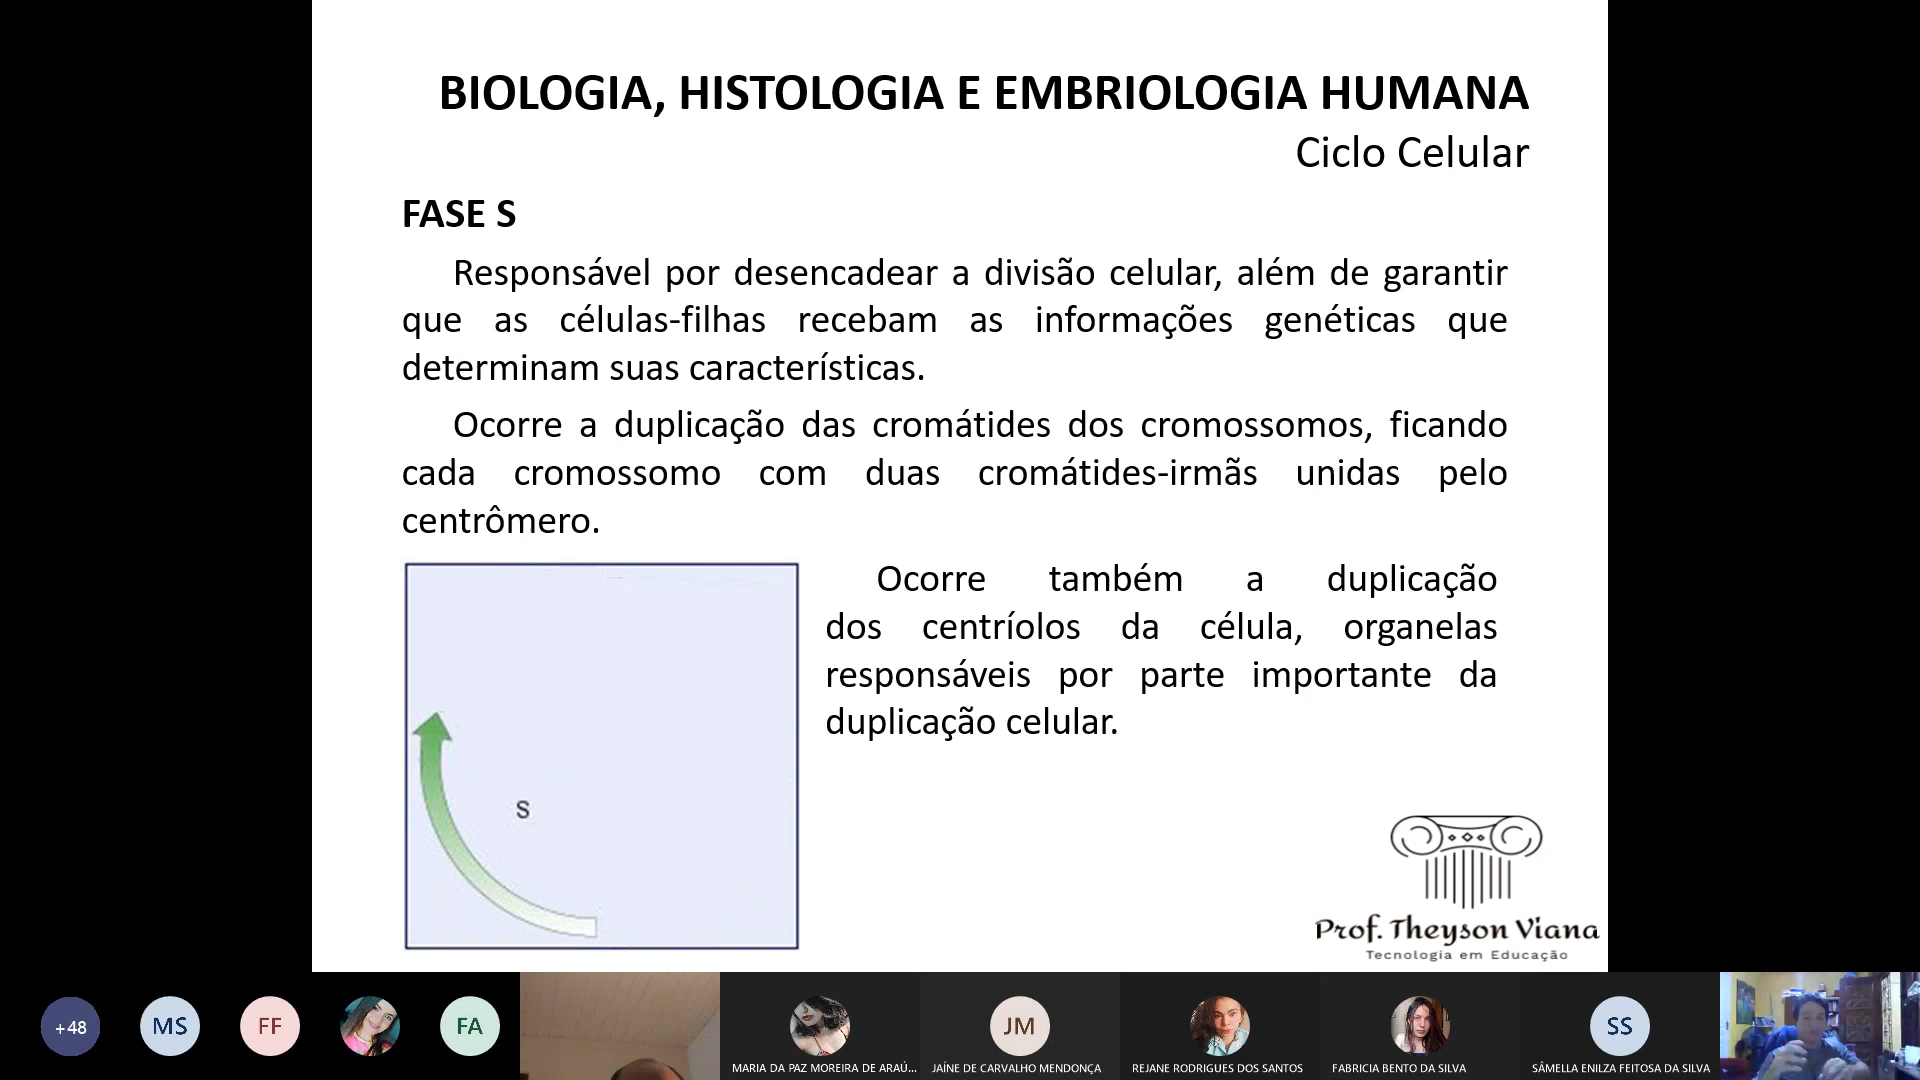 BIOLOGIA, HISTOLOGIA E EMBRIOLOGIA HUMANA
Ciclo Celular
FASE S
Responsável por desencadear a divisão celular, além de garantir
que as células-filhas recebam as informações genéticas que
determinam suas características.
Ocorre a duplicação das cromátides dos cromossomos, ficando
cada cromossomo com duas cromátides-irmãs unidas pelo
centrômero.
Ocorre também a duplicação
dos centríolos da célula, organelas
responsáveis por parte importante da
duplicação celular.
S
Prof. Theyson Viana
Tecnologia em Educação
+48
MS
FF
FA
JM
SS
MARIA DA PAZ MOREIRA DE ARAÚ...
JAÍNE DE CARVALHO MENDONÇA
REJANE RODRIGUES DOS SANTOS
FABRICIA BENTO DA SILVA
SÂMELLA ENILZA FEITOSA DA SILVA